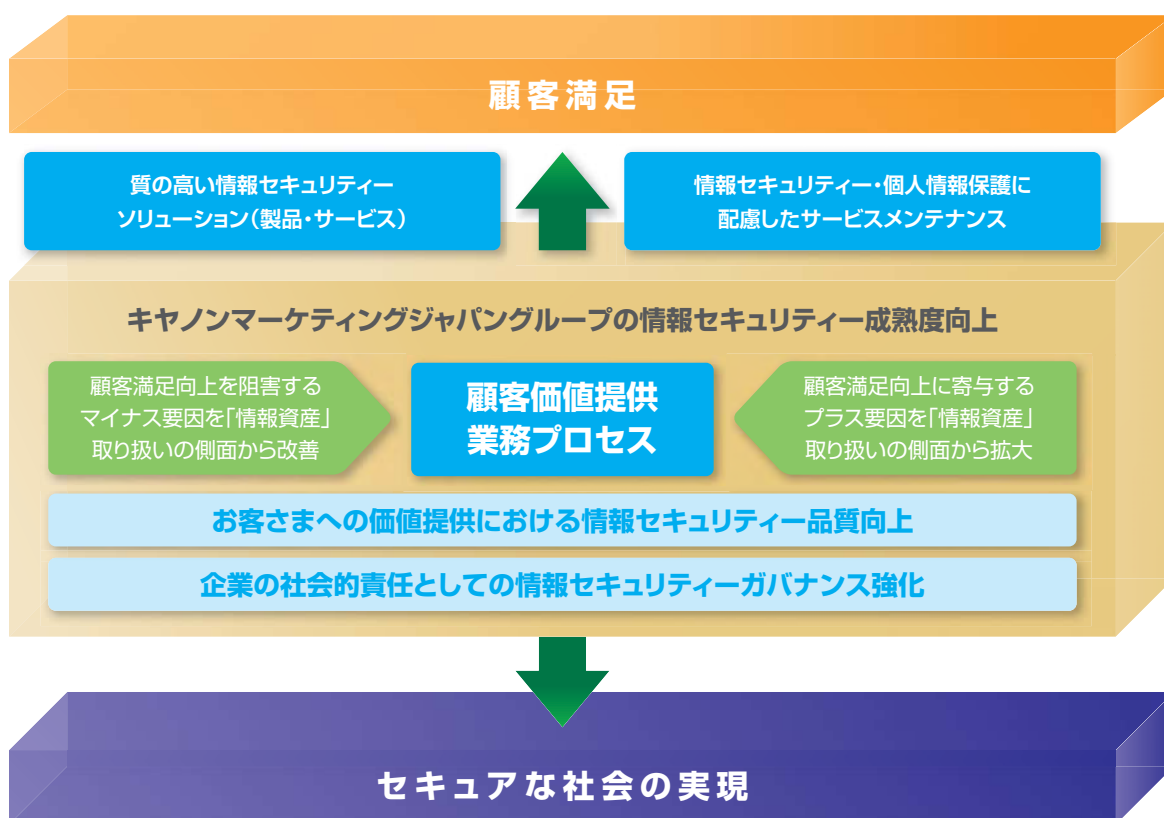 顧客満足
質の高い情報セキュリティー
ソリューション(製品・サービス)
情報セキュリティー・個人情報保護に
配慮したサービスメンテナンス
キヤノンマーケティングジャパングループの情報セキュリティー成熟度向上
顧客満足向上を阻害する
マイナス要因を「情報資産」
取り扱いの側面から改善
顧客価値提供
業務プロセス
顧客満足向上に寄与する
プラス要因を「情報資産」
取り扱いの側面から拡大
お客さまへの価値提供における情報セキュリティー品質向上
企業の社会的責任としての情報セキュリティーガバナンス強化
セキュアな社会の実現